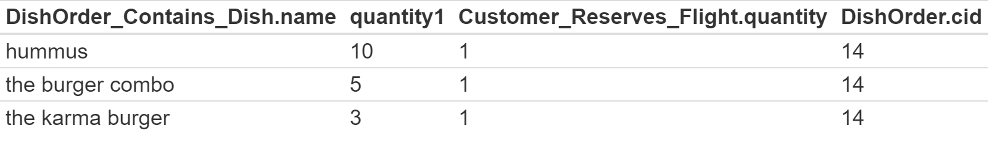 DishOrder_Contains_Dish.name quantity1 Customer_Reserves_Flight.quantity DishOrder.cid
hummus 10 1 14
the burger combo 5 1 14
the karma burger 3 1 14